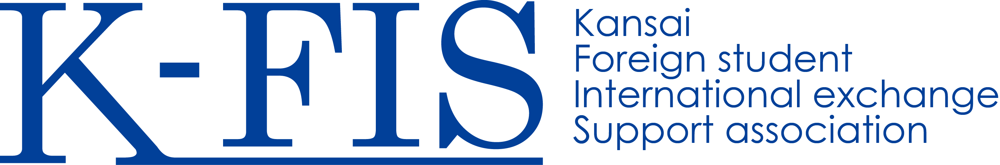 K-FIS
Kansai
Foreign student
International exchange
Support association